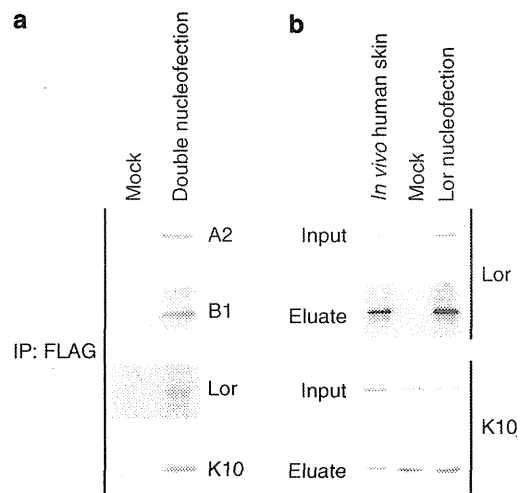 a
b
Mock
Double nucleofection
In vivo human skin
Mock
Lor nucleofection
A2
B1
IP: FLAG
Lor
K10
Input
Eluate
Lor
Input
Eluate
K10